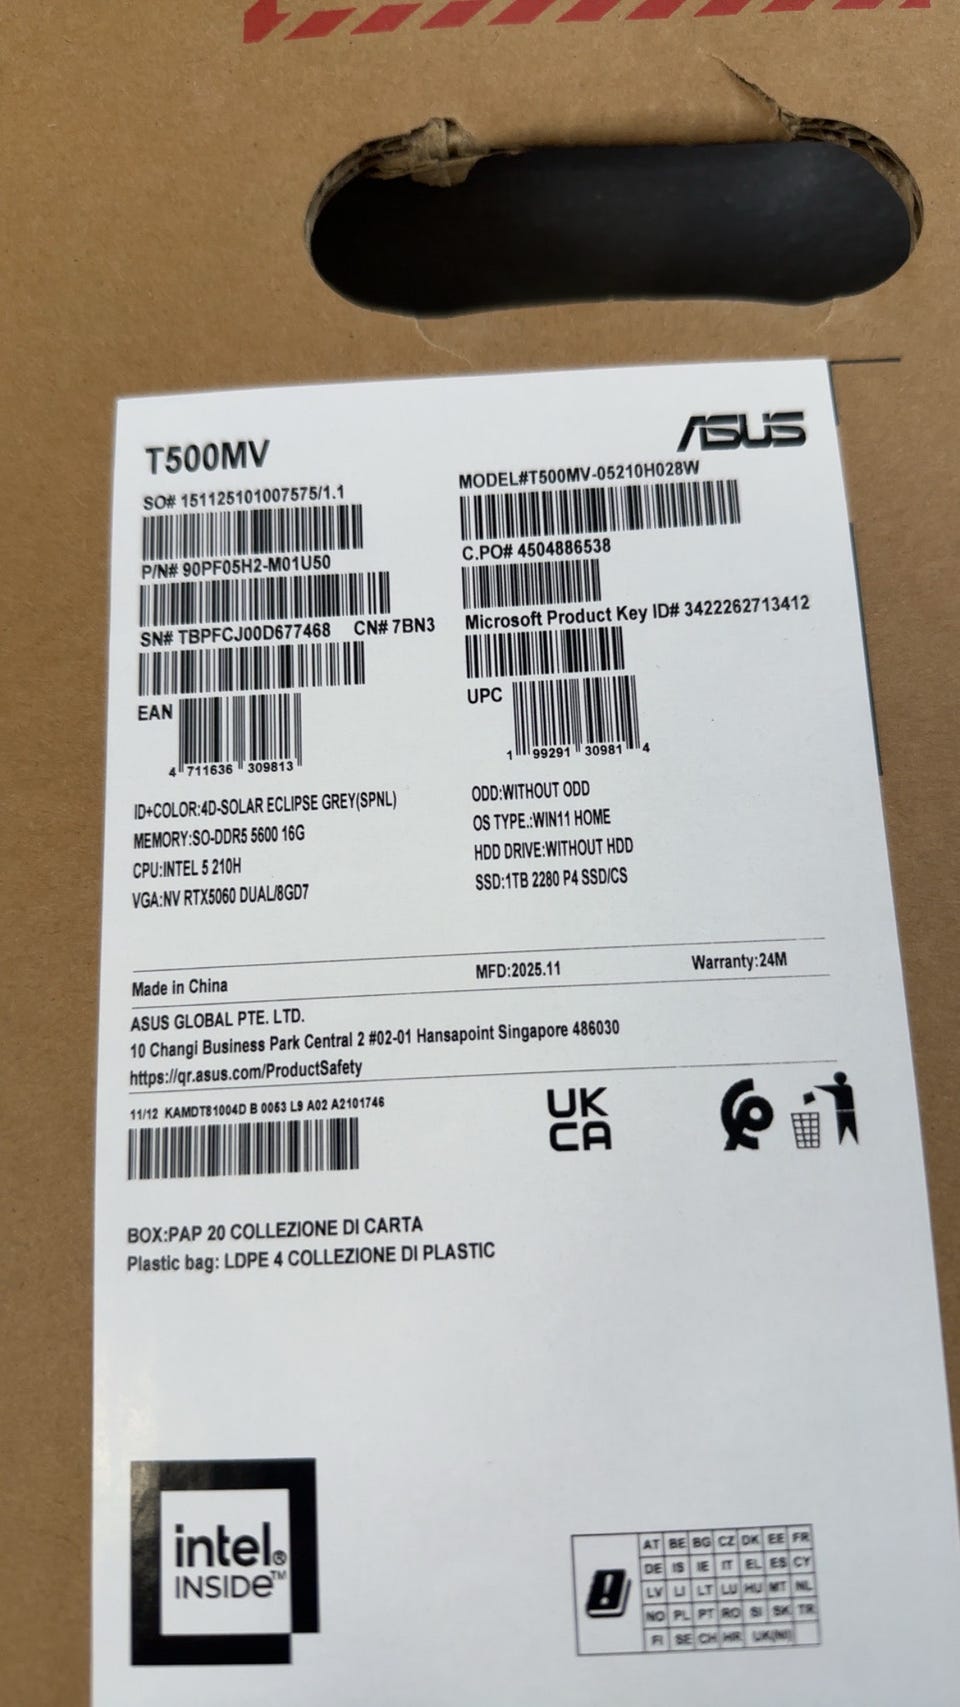 T500MV
ASUS
SO# 151125101007575/1.1
MODEL#T500MV-05210H028W
P/N# 90PF05H2-M01U50
C.PO# 4504886538
SN# TBPFCJ00D677468 CN# 7BN3
Microsoft Product Key ID# 3422262713412
EAN
4 711636 309813
UPC
1 99291 30981 4
ID+COLOR:4D-SOLAR ECLIPSE GREY(SPNL)
MEMORY:SO-DDR5 5600 16G
CPU:INTEL 5 210H
VGA:NV RTX5060 DUAL/8GD7
ODD:WITHOUT ODD
OS TYPE.:WIN11 HOME
HDD DRIVE:WITHOUT HDD
SSD:1TB 2280 P4 SSD/CS
Made in China
MFD:2025.11
Warranty:24M
ASUS GLOBAL PTE. LTD.
10 Changi Business Park Central 2 #02-01 Hansapoint Singapore 486030
https://qr.asus.com/ProductSafety
11/12 KAMDT81004D B 0053 L9 A02 A2101746
UK
CA
BOX:PAP 20 COLLEZIONE DI CARTA
Plastic bag: LDPE 4 COLLEZIONE DI PLASTIC
intel®
INSIDE™
!
AT BE BG CZ DK EE FR
DE IS IE IT EL ES CY
LV LI LT LU HU MT NL
NO PL PT RO SI SK TR
FI SE CH HR UK(NI)